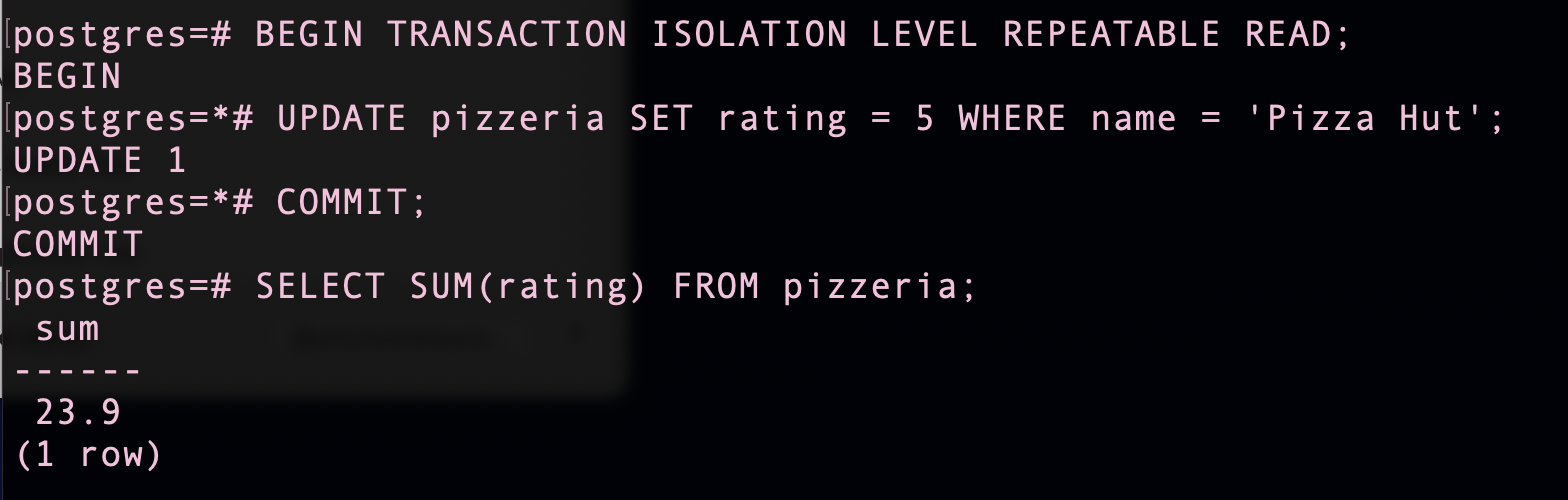 [postgres=# BEGIN TRANSACTION ISOLATION LEVEL REPEATABLE READ;
BEGIN
[postgres=*# UPDATE pizzeria SET rating = 5 WHERE name = 'Pizza Hut';
UPDATE 1
[postgres=*# COMMIT;
COMMIT
[postgres=# SELECT SUM(rating) FROM pizzeria;
sum
------
23.9
(1 row)